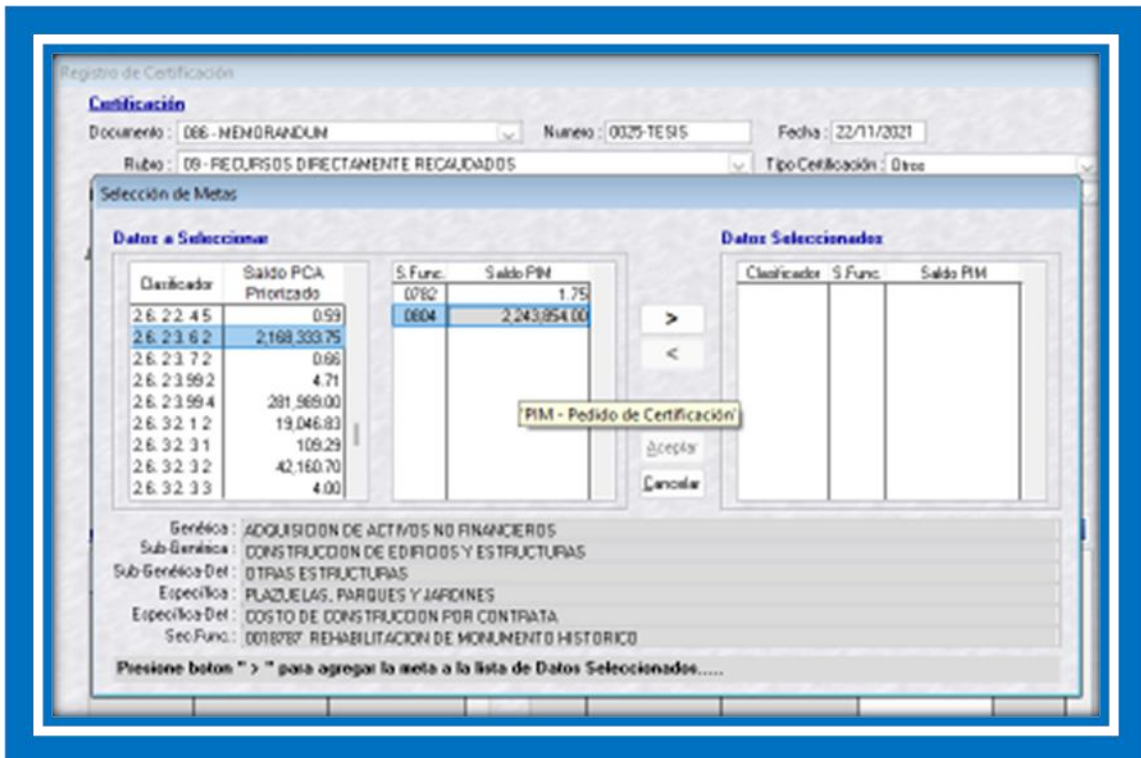 Registro de Certificación
Certificación
Documento : 086 - MEMORANDUM Numero : 0025-TESIS Fecha : 22/11/2021
Rubro : 09 - RECURSOS DIRECTAMENTE RECAUDADOS Tipo Certificación : Otros
Selección de Metas
Datos a Seleccionar Datos Seleccionados
Clasificador Saldo PCA Priorizado S.Func. Saldo PIM Clasificador S.Func. Saldo PIM
2.6. 2 2. 4 5 0.59 0782 1.75
2.6. 2 3. 6 2 2,168,333.75 0804 2,243,854.00 >
2.6. 2 3. 7 2 0.66 <
2.6. 2 3. 99 2 4.71
2.6. 2 3. 99 4 281,989.00 'PIM - Pedido de Certificación'
2.6. 3 2. 1 2 19,046.83
2.6. 3 2. 3 1 109.29 Aceptar
2.6. 3 2. 3 2 42,160.70
2.6. 3 2. 3 3 4.00 Cancelar
Genérica : ADQUISICION DE ACTIVOS NO FINANCIEROS
Sub-Genérica : CONSTRUCCION DE EDIFICIOS Y ESTRUCTURAS
Sub-Genérica-Det : OTRAS ESTRUCTURAS
Específica : PLAZUELAS, PARQUES Y JARDINES
Específica-Det : COSTO DE CONSTRUCCION POR CONTRATA
Sec.Func. : 0018787 REHABILITACION DE MONUMENTO HISTORICO
Presione boton " > " para agregar la meta a la lista de Datos Seleccionados.....